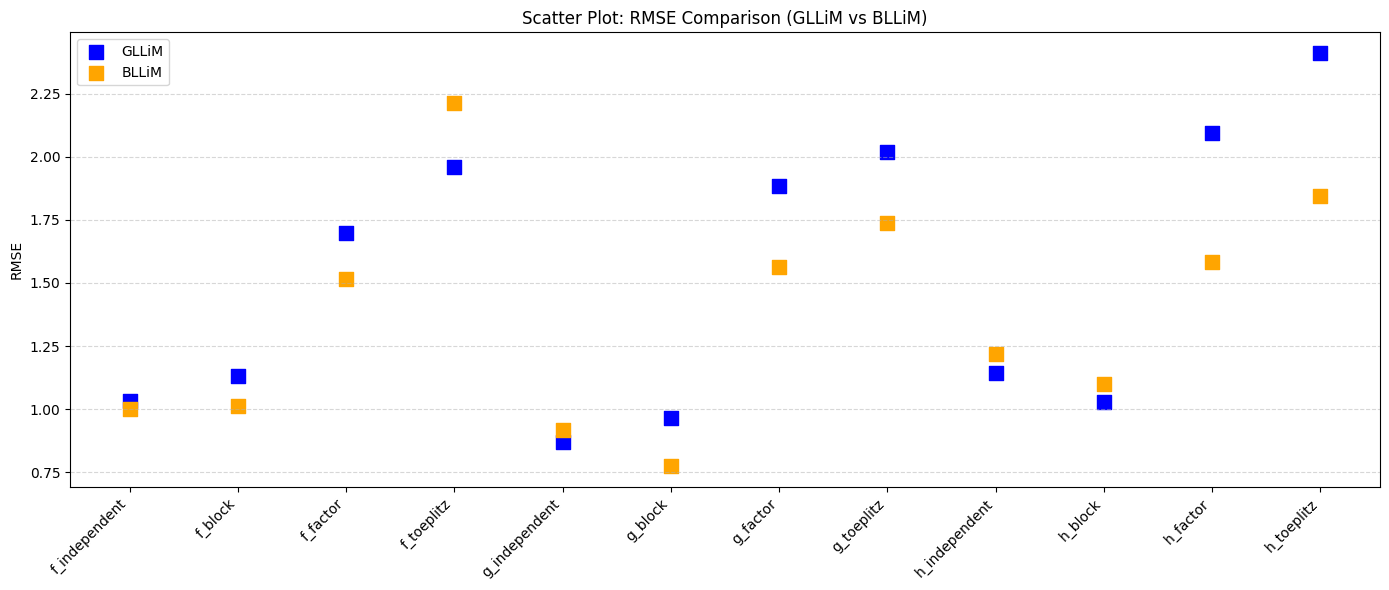 Scatter Plot: RMSE Comparison (GLLiM vs BLLiM)
GLLiM
BLLiM
RMSE
2.25
2.00
1.75
1.50
1.25
1.00
0.75
f_independent
f_block
f_factor
f_toeplitz
g_independent
g_block
g_factor
g_toeplitz
h_independent
h_block
h_factor
h_toeplitz